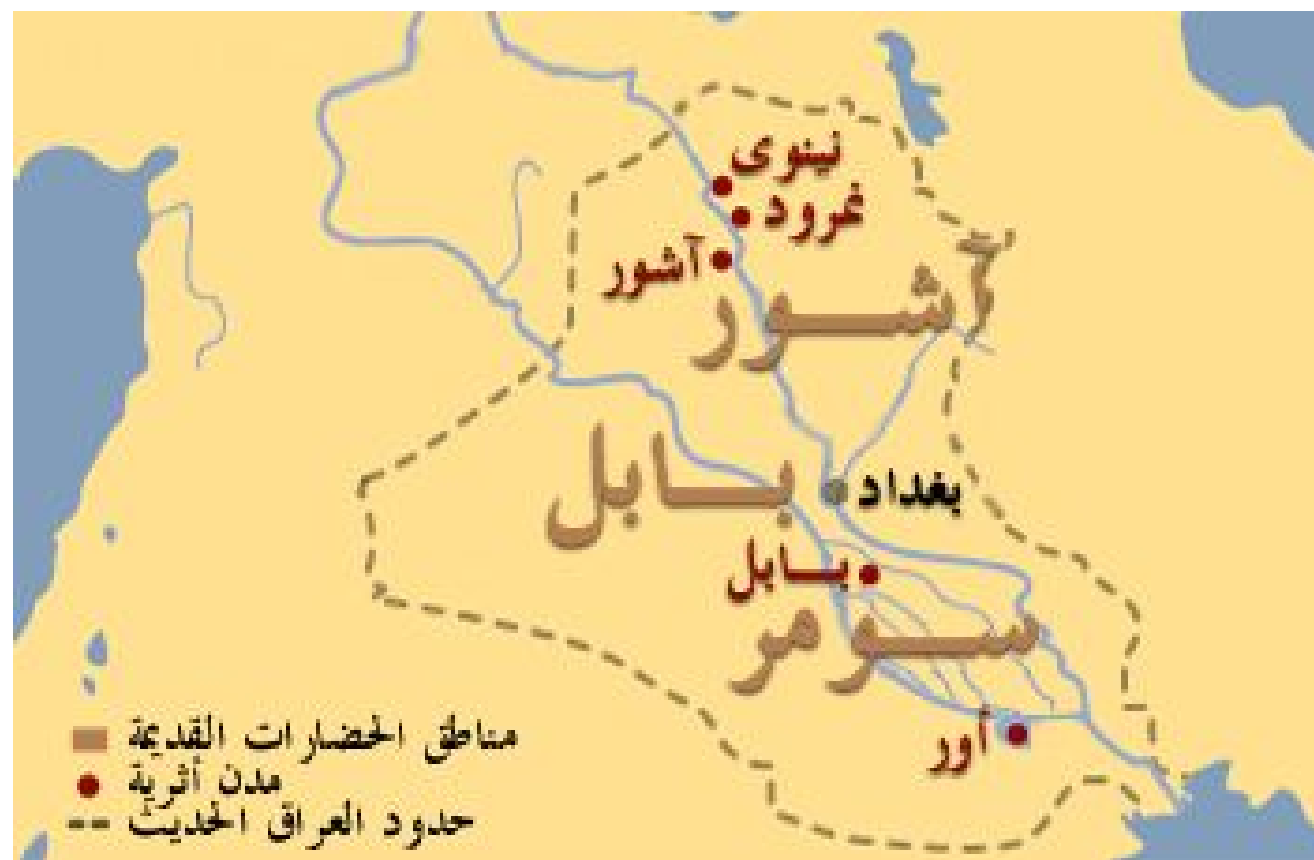 نينوى
نمرود
آشور
آشور
بابل
بغداد
بابل
سومر
أور
مناطق الحضارات القديمة
مدن أثرية
حدود العراق الحديث